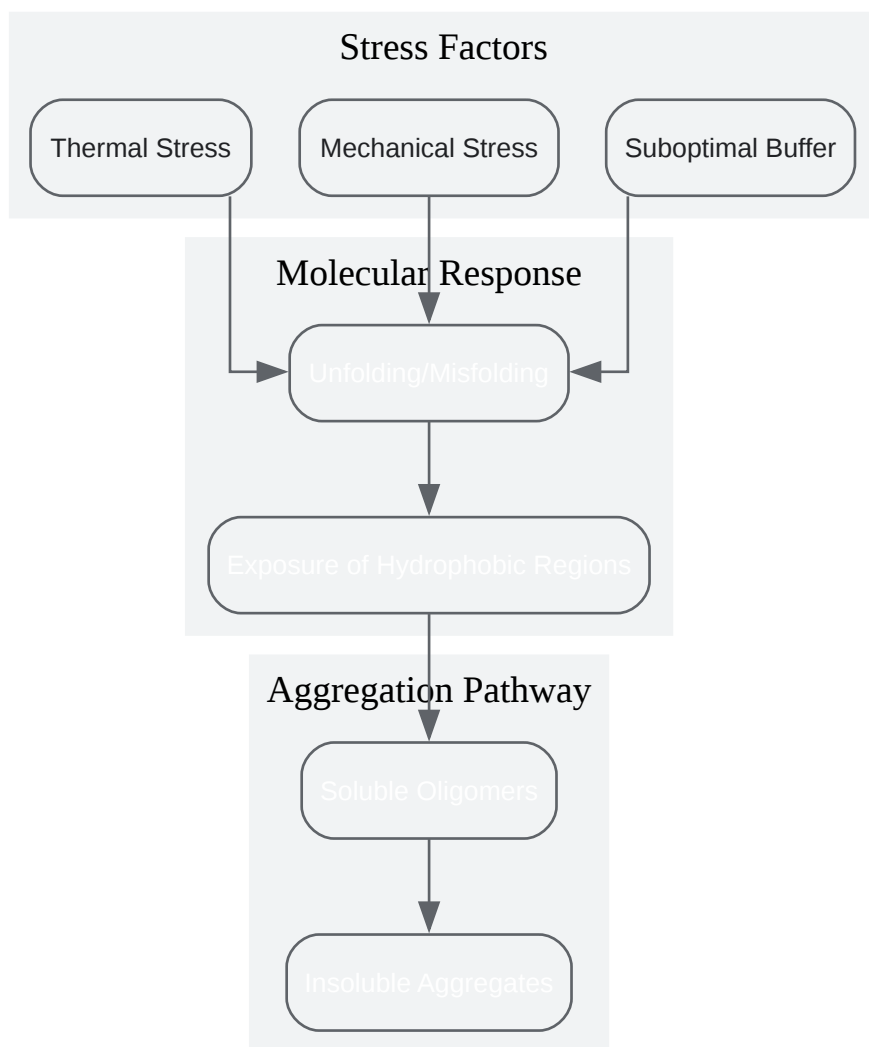 Stress Factors
Thermal Stress
Mechanical Stress
Suboptimal Buffer
Molecular Response
Unfolding/Misfolding
Exposure of Hydrophobic Regions
Aggregation Pathway
Soluble Oligomers
Insoluble Aggregates